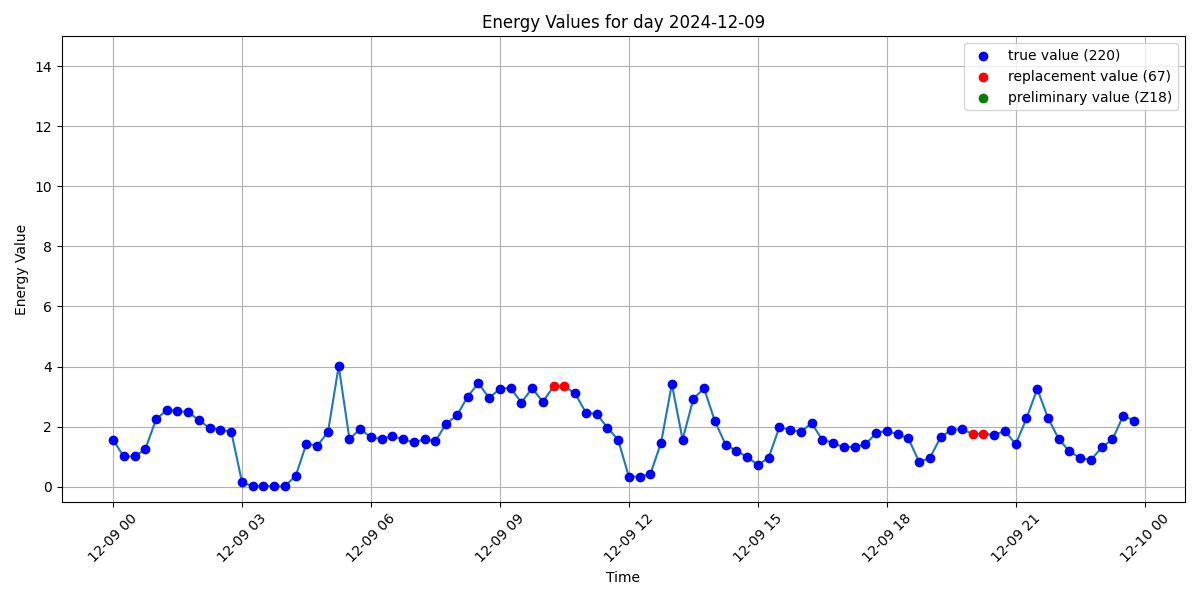 Energy Values for day 2024-12-09
true value (220)
replacement value (67)
preliminary value (Z18)
Energy Value
14
12
10
8
6
4
2
0
12-09 00
12-09 03
12-09 06
12-09 09
12-09 12
12-09 15
12-09 18
12-09 21
12-10 00
Time